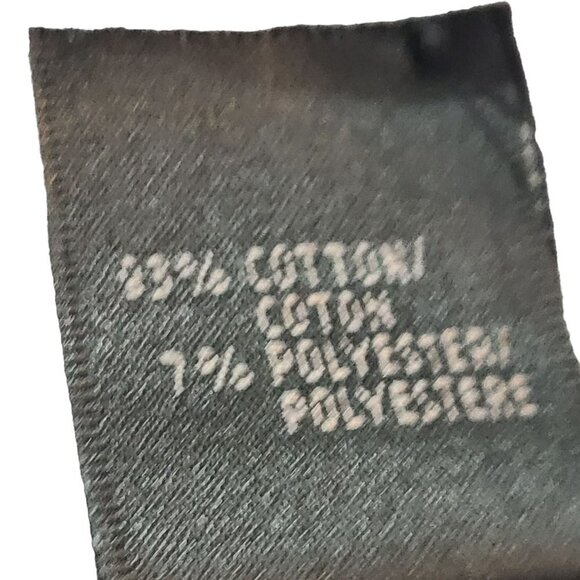 93% COTTON/
COTON
7% POLYESTER/
POLYESTERE